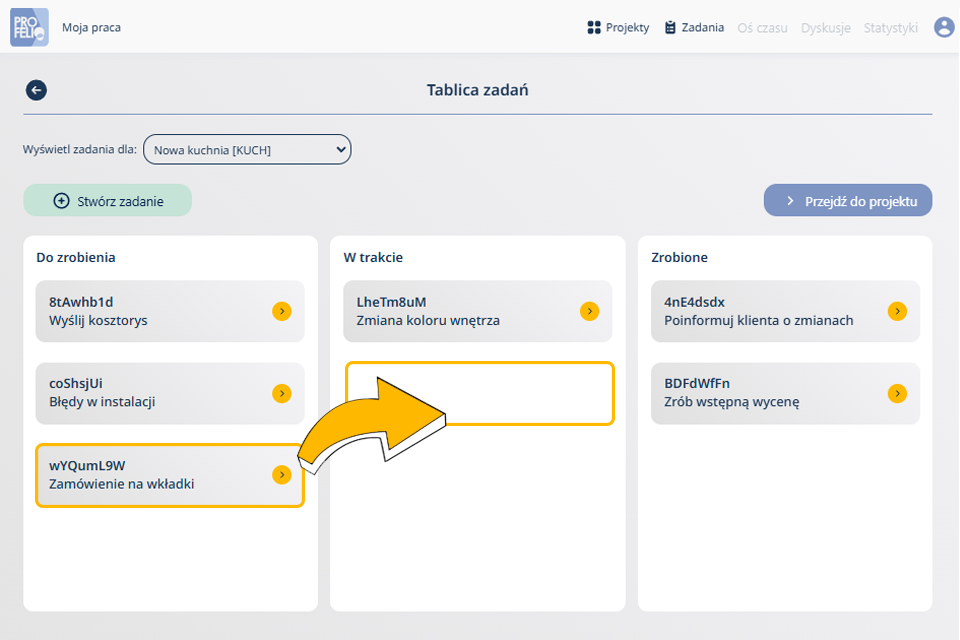 PRO
FELIO
Moja praca
Projekty
Zadania
Oś czasu
Dyskusje
Statystyki
Tablica zadań
Wyświetl zadania dla:
Nowa kuchnia [KUCH]
Stwórz zadanie
Przejdź do projektu
Do zrobienia
8tAwhb1d
Wyślij kosztorys
coShsjUi
Błędy w instalacji
wYQumL9W
Zamówienie na wkładki
W trakcie
LheTm8uM
Zmiana koloru wnętrza
Zrobione
4nE4dsdx
Poinformuj klienta o zmianach
BDFdWfFn
Zrób wstępną wycenę